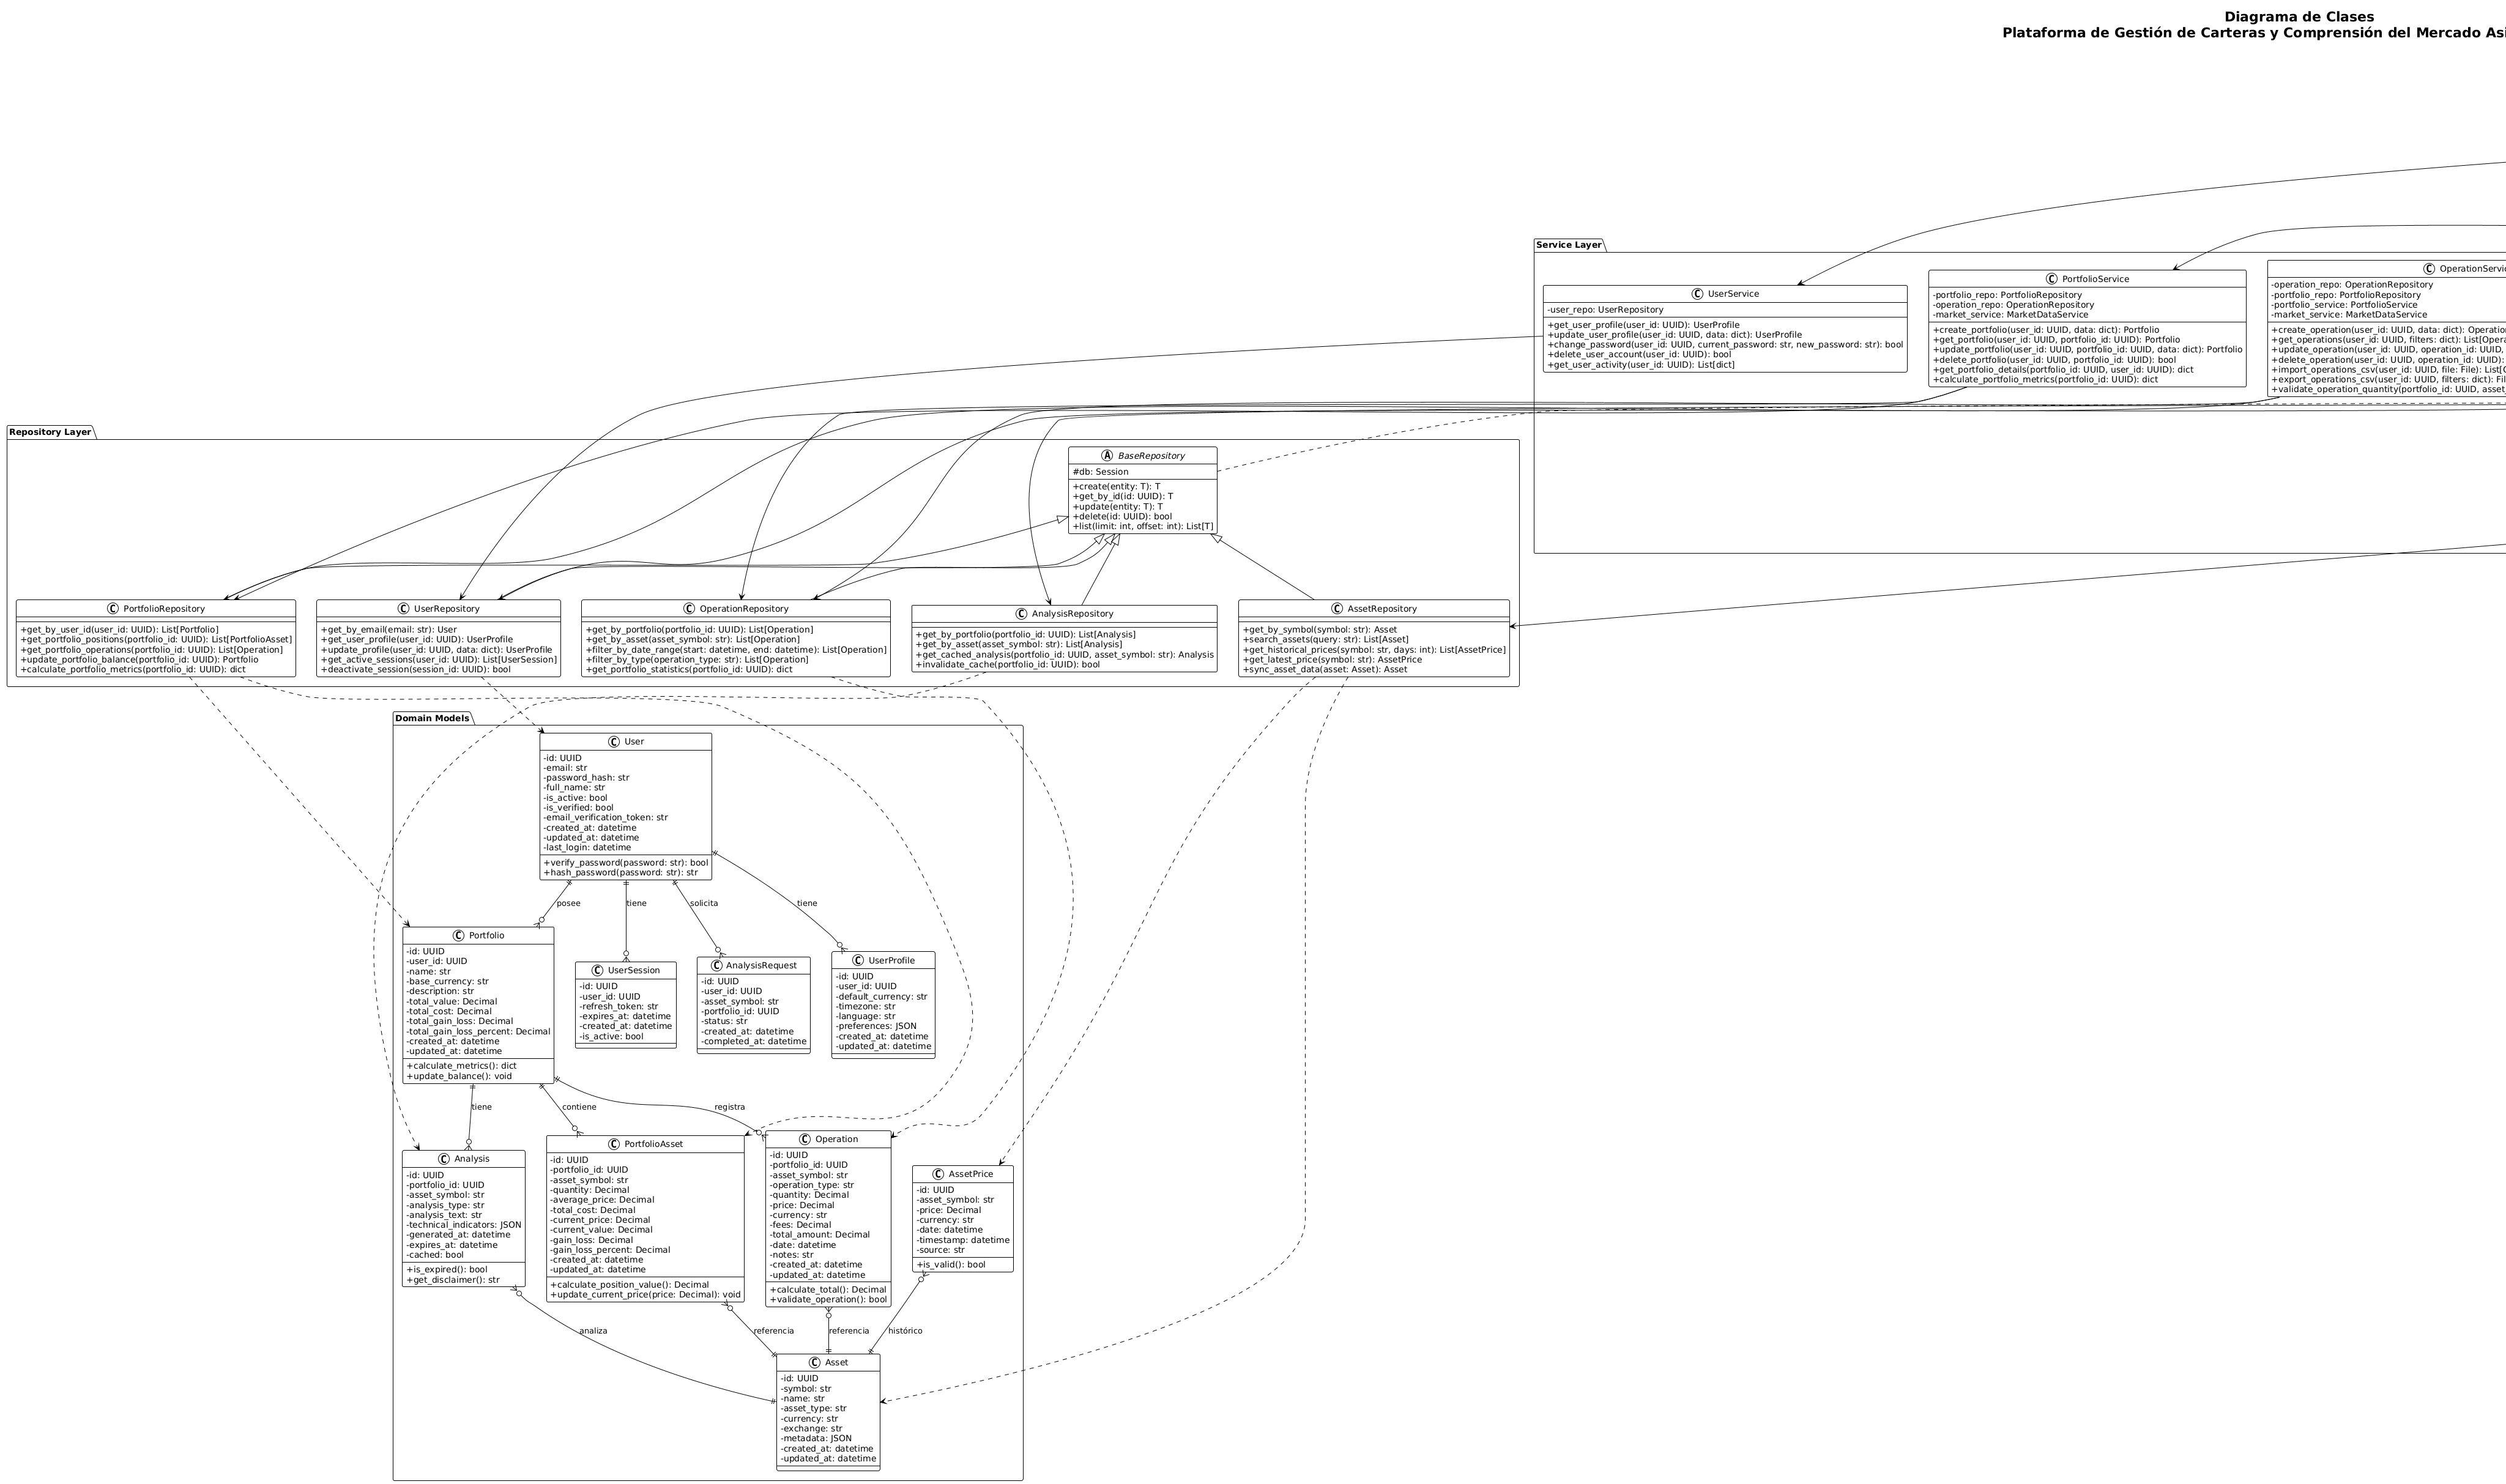 Diagrama de Clases
Plataforma de Gestión de Carteras y Comprensión del Mercado Asi
Service Layer
UserService
-user_repo: UserRepository
+get_user_profile(user_id: UUID): UserProfile
+update_user_profile(user_id: UUID, data: dict): UserProfile
+change_password(user_id: UUID, current_password: str, new_password: str): bool
+delete_user_account(user_id: UUID): bool
+get_user_activity(user_id: UUID): List[dict]
PortfolioService
-portfolio_repo: PortfolioRepository
-operation_repo: OperationRepository
-market_service: MarketDataService
+create_portfolio(user_id: UUID, data: dict): Portfolio
+get_portfolio(user_id: UUID, portfolio_id: UUID): Portfolio
+update_portfolio(user_id: UUID, portfolio_id: UUID, data: dict): Portfolio
+delete_portfolio(user_id: UUID, portfolio_id: UUID): bool
+get_portfolio_details(portfolio_id: UUID, user_id: UUID): dict
+calculate_portfolio_metrics(portfolio_id: UUID): dict
OperationServic
-operation_repo: OperationRepository
-portfolio_repo: PortfolioRepository
-portfolio_service: PortfolioService
-market_service: MarketDataService
+create_operation(user_id: UUID, data: dict): Operation
+get_operations(user_id: UUID, filters: dict): List[Opera
+update_operation(user_id: UUID, operation_id: UUID,
+delete_operation(user_id: UUID, operation_id: UUID):
+import_operations_csv(user_id: UUID, file: File): List[O
+export_operations_csv(user_id: UUID, filters: dict): Fil
+validate_operation_quantity(portfolio_id: UUID, asset_
Repository Layer
BaseRepository
#db: Session
+create(entity: T): T
+get_by_id(id: UUID): T
+update(entity: T): T
+delete(id: UUID): bool
+list(limit: int, offset: int): List[T]
PortfolioRepository
+get_by_user_id(user_id: UUID): List[Portfolio]
+get_portfolio_positions(portfolio_id: UUID): List[PortfolioAsset]
+get_portfolio_operations(portfolio_id: UUID): List[Operation]
+update_portfolio_balance(portfolio_id: UUID): Portfolio
+calculate_portfolio_metrics(portfolio_id: UUID): dict
UserRepository
+get_by_email(email: str): User
+get_user_profile(user_id: UUID): UserProfile
+update_profile(user_id: UUID, data: dict): UserProfile
+get_active_sessions(user_id: UUID): List[UserSession]
+deactivate_session(session_id: UUID): bool
OperationRepository
+get_by_portfolio(portfolio_id: UUID): List[Operation]
+get_by_asset(asset_symbol: str): List[Operation]
+filter_by_date_range(start: datetime, end: datetime): List[Operation]
+filter_by_type(operation_type: str): List[Operation]
+get_portfolio_statistics(portfolio_id: UUID): dict
AnalysisRepository
+get_by_portfolio(portfolio_id: UUID): List[Analysis]
+get_by_asset(asset_symbol: str): List[Analysis]
+get_cached_analysis(portfolio_id: UUID, asset_symbol: str): Analysis
+invalidate_cache(portfolio_id: UUID): bool
AssetRepository
+get_by_symbol(symbol: str): Asset
+search_assets(query: str): List[Asset]
+get_historical_prices(symbol: str, days: int): List[AssetPrice]
+get_latest_price(symbol: str): AssetPrice
+sync_asset_data(asset: Asset): Asset
Domain Models
User
-id: UUID
-email: str
-password_hash: str
-full_name: str
-is_active: bool
-is_verified: bool
-email_verification_token: str
-created_at: datetime
-updated_at: datetime
-last_login: datetime
+verify_password(password: str): bool
+hash_password(password: str): str
posee
tiene
solicita
tiene
Portfolio
-id: UUID
-user_id: UUID
-name: str
-base_currency: str
-description: str
-total_value: Decimal
-total_cost: Decimal
-total_gain_loss: Decimal
-total_gain_loss_percent: Decimal
-created_at: datetime
-updated_at: datetime
+calculate_metrics(): dict
+update_balance(): void
UserSession
-id: UUID
-user_id: UUID
-refresh_token: str
-expires_at: datetime
-created_at: datetime
-is_active: bool
AnalysisRequest
-id: UUID
-user_id: UUID
-asset_symbol: str
-portfolio_id: UUID
-status: str
-created_at: datetime
-completed_at: datetime
UserProfile
-id: UUID
-user_id: UUID
-default_currency: str
-timezone: str
-language: str
-preferences: JSON
-created_at: datetime
-updated_at: datetime
tiene
contiene
registra
Analysis
-id: UUID
-portfolio_id: UUID
-asset_symbol: str
-analysis_type: str
-analysis_text: str
-technical_indicators: JSON
-generated_at: datetime
-expires_at: datetime
-cached: bool
+is_expired(): bool
+get_disclaimer(): str
PortfolioAsset
-id: UUID
-portfolio_id: UUID
-asset_symbol: str
-quantity: Decimal
-average_price: Decimal
-total_cost: Decimal
-current_price: Decimal
-current_value: Decimal
-gain_loss: Decimal
-gain_loss_percent: Decimal
-created_at: datetime
-updated_at: datetime
+calculate_position_value(): Decimal
+update_current_price(price: Decimal): void
Operation
-id: UUID
-portfolio_id: UUID
-asset_symbol: str
-operation_type: str
-quantity: Decimal
-price: Decimal
-currency: str
-fees: Decimal
-total_amount: Decimal
-date: datetime
-notes: str
-created_at: datetime
-updated_at: datetime
+calculate_total(): Decimal
+validate_operation(): bool
AssetPrice
-id: UUID
-asset_symbol: str
-price: Decimal
-currency: str
-date: datetime
-timestamp: datetime
-source: str
+is_valid(): bool
analiza
referencia
referencia
histórico
Asset
-id: UUID
-symbol: str
-name: str
-asset_type: str
-currency: str
-exchange: str
-metadata: JSON
-created_at: datetime
-updated_at: datetime